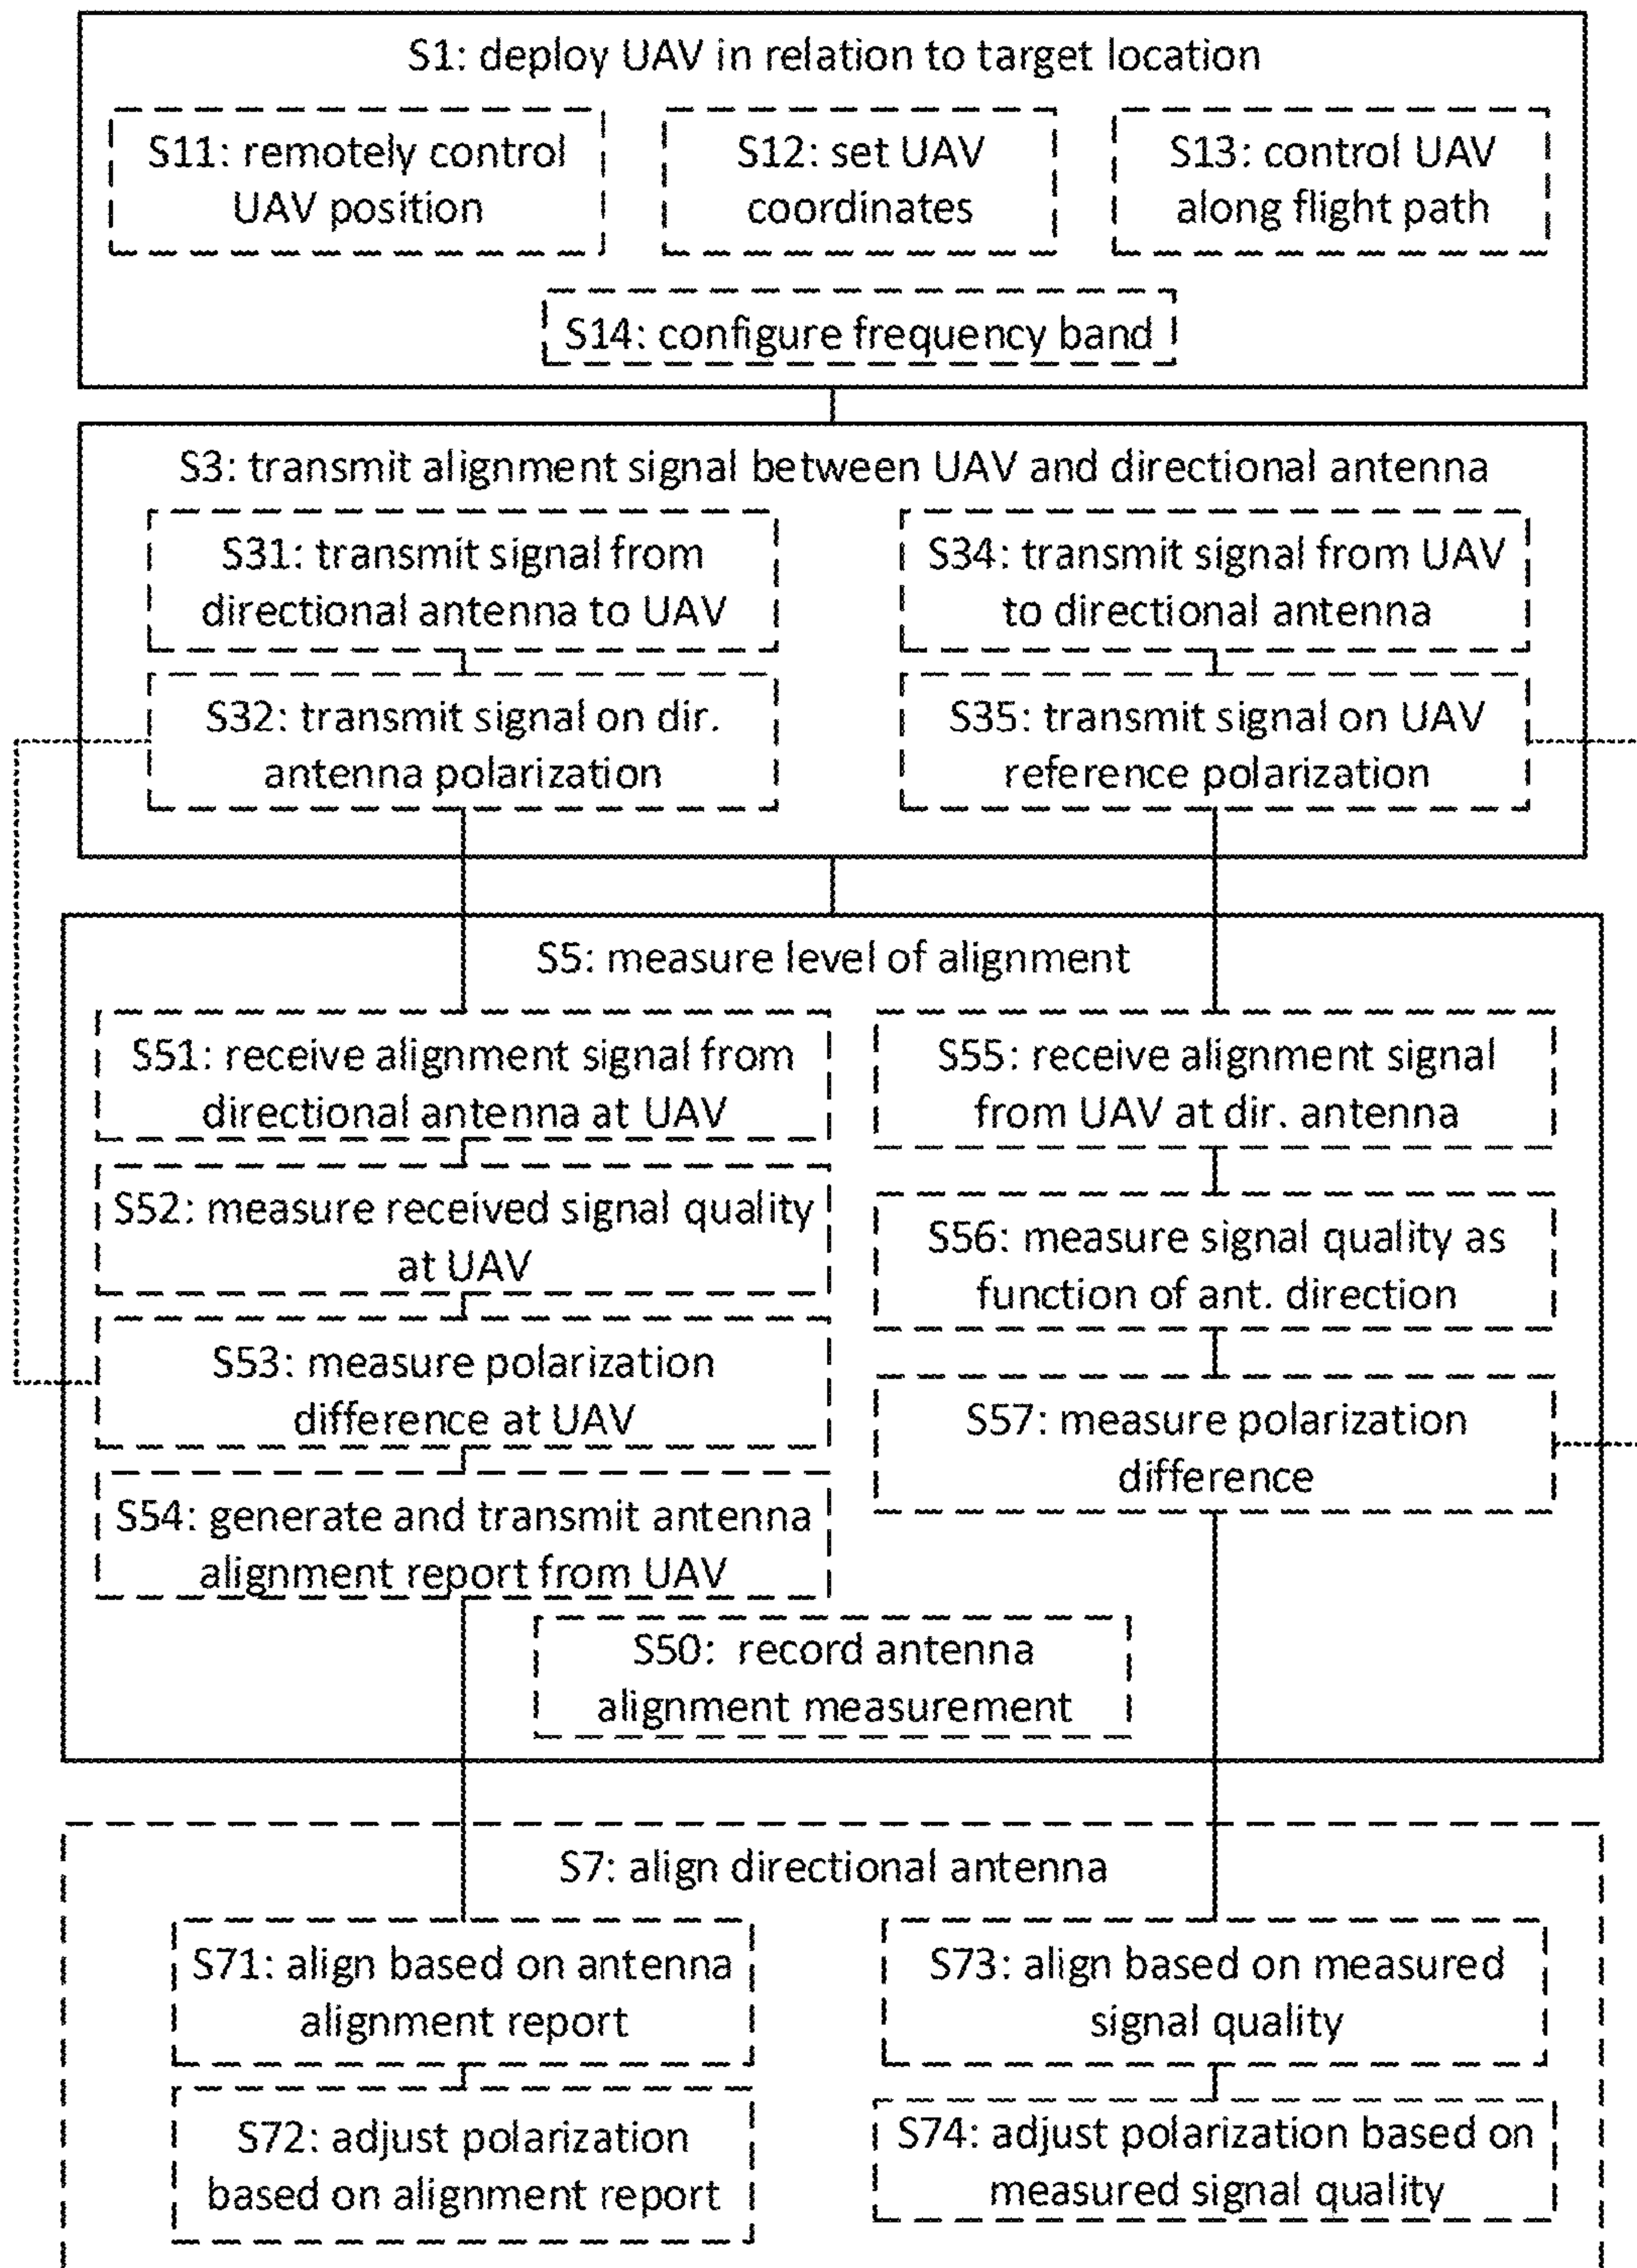 S1: deploy UAV in relation to target location
S11: remotely control
UAV position
S12: set UAV
coordinates
S13: control UAV
along flight path
S14: configure frequency band
S3: transmit alignment signal between UAV and directional antenna
S31: transmit signal from
directional antenna to UAV
S34: transmit signal from UAV
to directional antenna
S32: transmit signal on dir.
antenna polarization
S35: transmit signal on UAV
reference polarization
S5: measure level of alignment
S51: receive alignment signal from
directional antenna at UAV
S55: receive alignment signal
from UAV at dir. antenna
S52: measure received signal quality
at UAV
S56: measure signal quality as
function of ant. direction
S53: measure polarization
difference at UAV
S57: measure polarization
difference
S54: generate and transmit antenna
alignment report from UAV
S50: record antenna
alignment measurement
S7: align directional antenna
S71: align based on antenna
alignment report
S73: align based on measured
signal quality
S72: adjust polarization
based on alignment report
S74: adjust polarization based on
measured signal quality